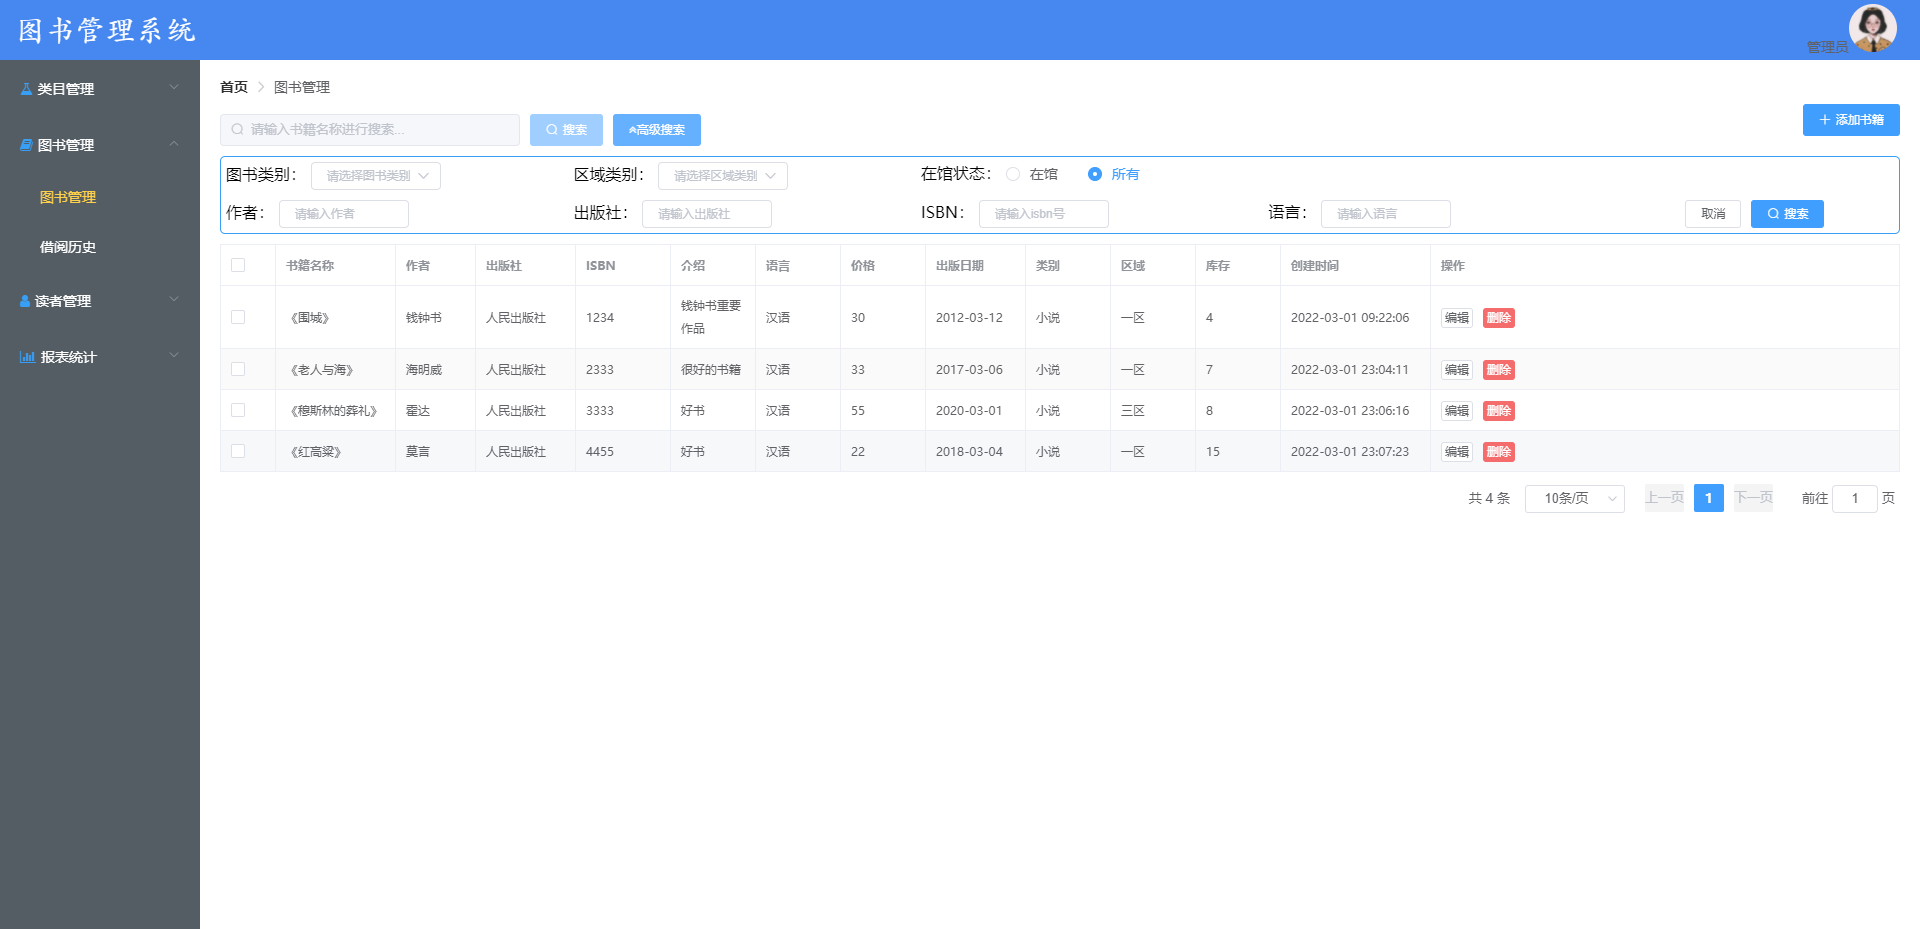 图书管理系统
管理员
类目管理
图书管理
图书管理
借阅历史
读者管理
报表统计
首页 图书管理
请输入书籍名称进行搜索... 搜索 高级搜索
添加书籍
图书类别： 请选择图书类别 区域类别： 请选择区域类别 在馆状态： 在馆 所有
作者： 请输入作者 出版社： 请输入出版社 ISBN： 请输入isbn号 语言： 请输入语言 取消 搜索
书籍名称 作者 出版社 ISBN 介绍 语言 价格 出版日期 类别 区域 库存 创建时间 操作
《围城》 钱钟书 人民出版社 1234 钱钟书重要作品 汉语 30 2012-03-12 小说 一区 4 2022-03-01 09:22:06 编辑 删除
《老人与海》 海明威 人民出版社 2333 很好的书籍 汉语 33 2017-03-06 小说 一区 7 2022-03-01 23:04:11 编辑 删除
《穆斯林的葬礼》 霍达 人民出版社 3333 好书 汉语 55 2020-03-01 小说 三区 8 2022-03-01 23:06:16 编辑 删除
《红高粱》 莫言 人民出版社 4455 好书 汉语 22 2018-03-04 小说 一区 15 2022-03-01 23:07:23 编辑 删除
共 4 条 10条/页 上一页 1 下一页 前往 1 页